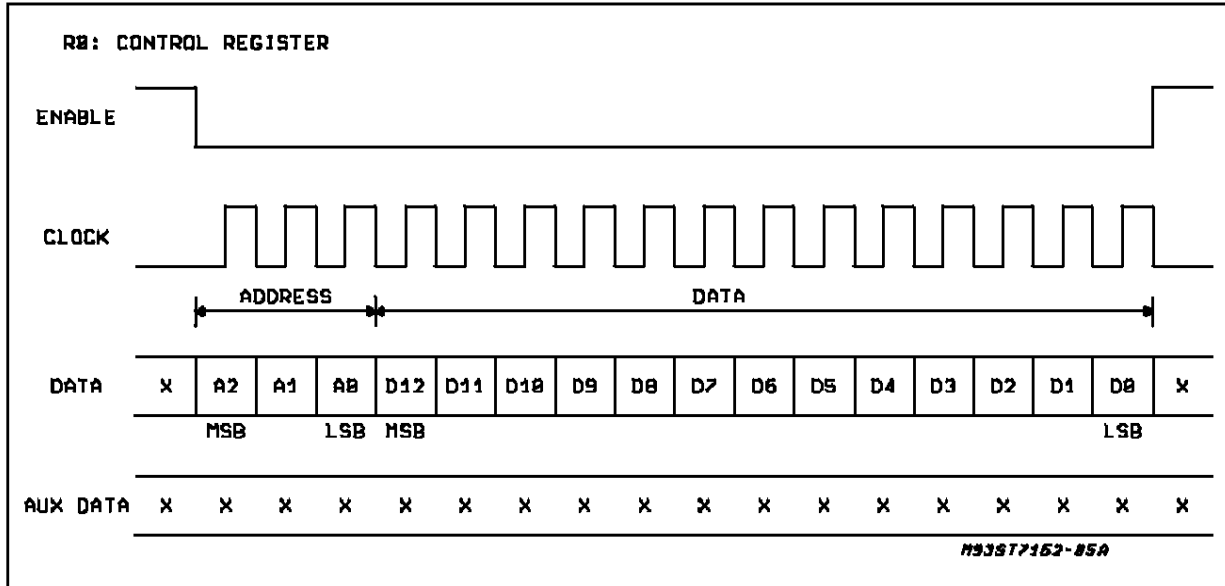 R0: CONTROL REGISTER
ENABLE
CLOCK
ADDRESS DATA
DATA X A2 A1 A0 D12 D11 D10 D9 D8 D7 D6 D5 D4 D3 D2 D1 D0 X
MSB LSB MSB LSB
AUX DATA X X X X X X X X X X X X X X X X X X
M93ST7162-05A